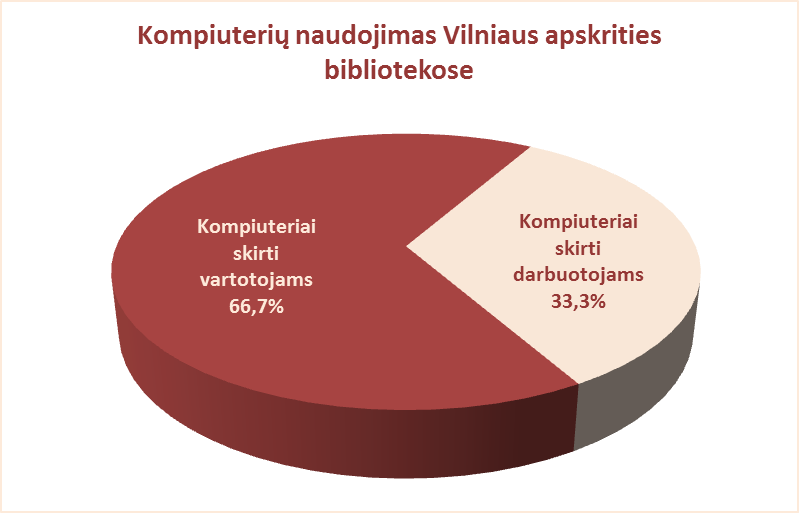 Kompiuterių naudojimas Vilniaus apskrities
bibliotekose
Kompiuteriai
skirti
vartotojams
66,7%
Kompiuteriai
skirti
darbuotojams
33,3%